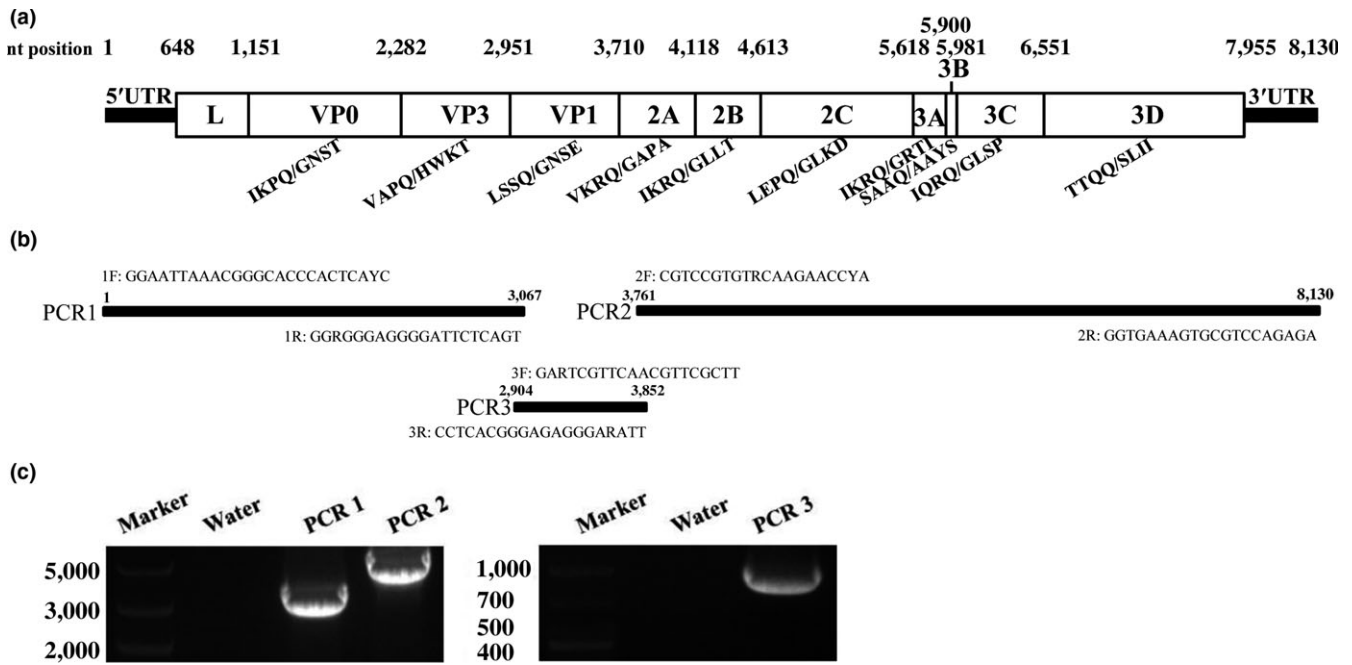 (a)
5,900
nt position 1 648 1,151 2,282 2,951 3,710 4,118 4,613 5,618 5,981 6,551 7,955 8,130
3B
5′UTR L VP0 VP3 VP1 2A 2B 2C 3A 3C 3D 3′UTR
IKPQ/GNST
VAPQ/HWKT
LSSQ/GNSE
VKRQ/GAPA
IKRQ/GLLT
LEPQ/GLKD
IKRQ/GRTI
SAAQ/AAYS
IQRQ/GLSP
TTQQ/SLII
(b)
1F: GGAATTAAACGGGCACCCACTCAYC
1 3,067
PCR1
1R: GGRGGGAGGGGATTCTCAGT
2F: CGTCCGTGTRCAAGAACCYA
3,761 8,130
PCR2
2R: GGTGAAAGTGCGTCCAGAGA
3F: GARTCGTTCAACGTTCGCTT
2,904 3,852
PCR3
3R: CCTCACGGGAGAGGGARATT
(c)
Marker Water PCR 1 PCR 2
5,000
3,000
2,000
Marker Water PCR 3
1,000
700
500
400